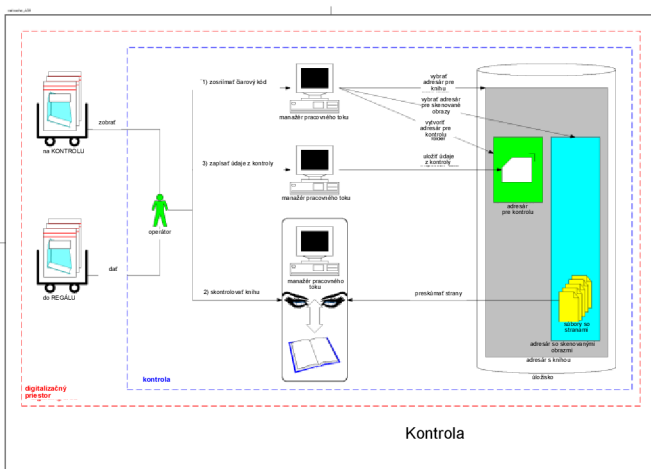 1) zosnímať čiarový kód
manažér pracovného toku
vybrať
adresár pre
knihu
vybrať adresár
pre skenované
obrazy
vytvoriť
adresár pre
kontrolu
zobrať
na KONTROLU
3) zapísať údaje z kontroly
manažér pracovného toku
uložiť údaje
z kontroly
adresár
pre kontrolu
operátor
dať
do REGÁLU
manažér pracovného
toku
2) skontrolovať knihu
preskúmať strany
súbory so
stranami
adresár so skenovanými
obrazmi
adresár s knihou
úložisko
kontrola
digitalizačný
priestor
Kontrola